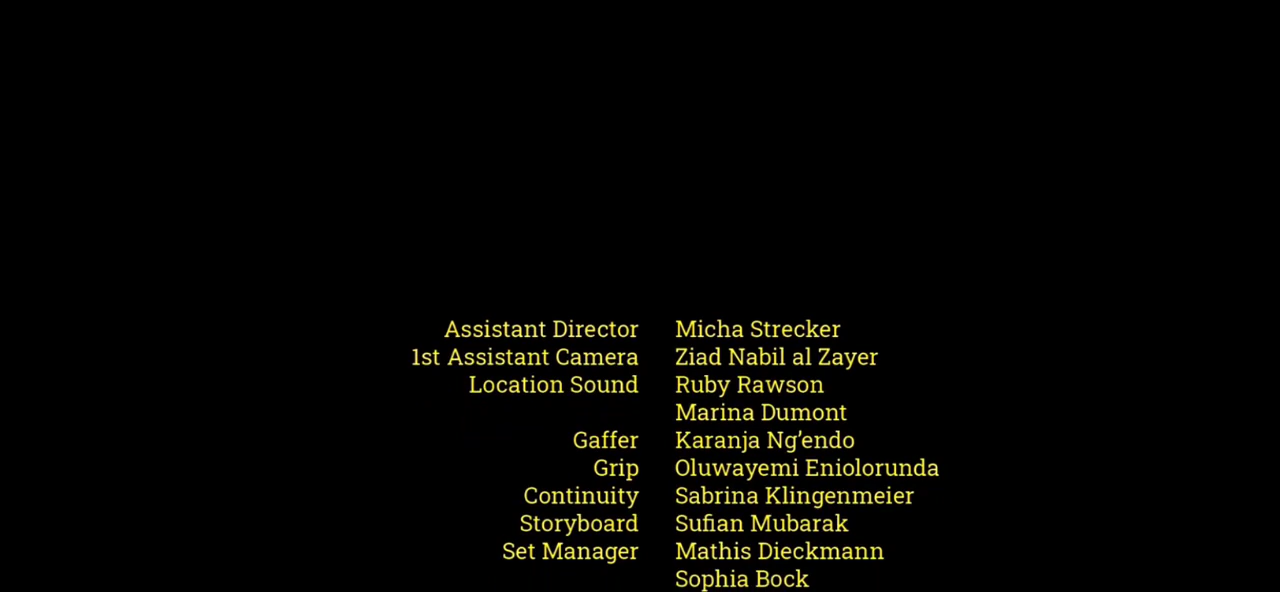 Assistant Director Micha Strecker
1st Assistant Camera Ziad Nabil al Zayer
Location Sound Ruby Rawson
Marina Dumont
Gaffer Karanja Ng'endo
Grip Oluwayemi Eniolorunda
Continuity Sabrina Klingenmeier
Storyboard Sufian Mubarak
Set Manager Mathis Dieckmann
Sophia Bock